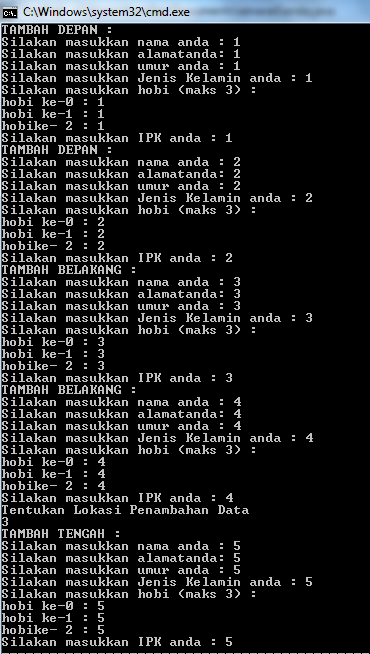 C:\Windows\system32\cmd.exe
TAMBAH DEPAN :
Silakan masukkan nama anda : 1
Silakan masukkan alamatanda: 1
Silakan masukkan umur anda : 1
Silakan masukkan Jenis Kelamin anda : 1
Silakan masukkan hobi (maks 3) :
hobi ke-0 : 1
hobi ke-1 : 1
hobike- 2 : 1
Silakan masukkan IPK anda : 1
TAMBAH DEPAN :
Silakan masukkan nama anda : 2
Silakan masukkan alamatanda: 2
Silakan masukkan umur anda : 2
Silakan masukkan Jenis Kelamin anda : 2
Silakan masukkan hobi (maks 3) :
hobi ke-0 : 2
hobi ke-1 : 2
hobike- 2 : 2
Silakan masukkan IPK anda : 2
TAMBAH BELAKANG :
Silakan masukkan nama anda : 3
Silakan masukkan alamatanda: 3
Silakan masukkan umur anda : 3
Silakan masukkan Jenis Kelamin anda : 3
Silakan masukkan hobi (maks 3) :
hobi ke-0 : 3
hobi ke-1 : 3
hobike- 2 : 3
Silakan masukkan IPK anda : 3
TAMBAH BELAKANG :
Silakan masukkan nama anda : 4
Silakan masukkan alamatanda: 4
Silakan masukkan umur anda : 4
Silakan masukkan Jenis Kelamin anda : 4
Silakan masukkan hobi (maks 3) :
hobi ke-0 : 4
hobi ke-1 : 4
hobike- 2 : 4
Silakan masukkan IPK anda : 4
Tentukan Lokasi Penambahan Data
3
TAMBAH TENGAH :
Silakan masukkan nama anda : 5
Silakan masukkan alamatanda: 5
Silakan masukkan umur anda : 5
Silakan masukkan Jenis Kelamin anda : 5
Silakan masukkan hobi (maks 3) :
hobi ke-0 : 5
hobi ke-1 : 5
hobike- 2 : 5
Silakan masukkan IPK anda : 5